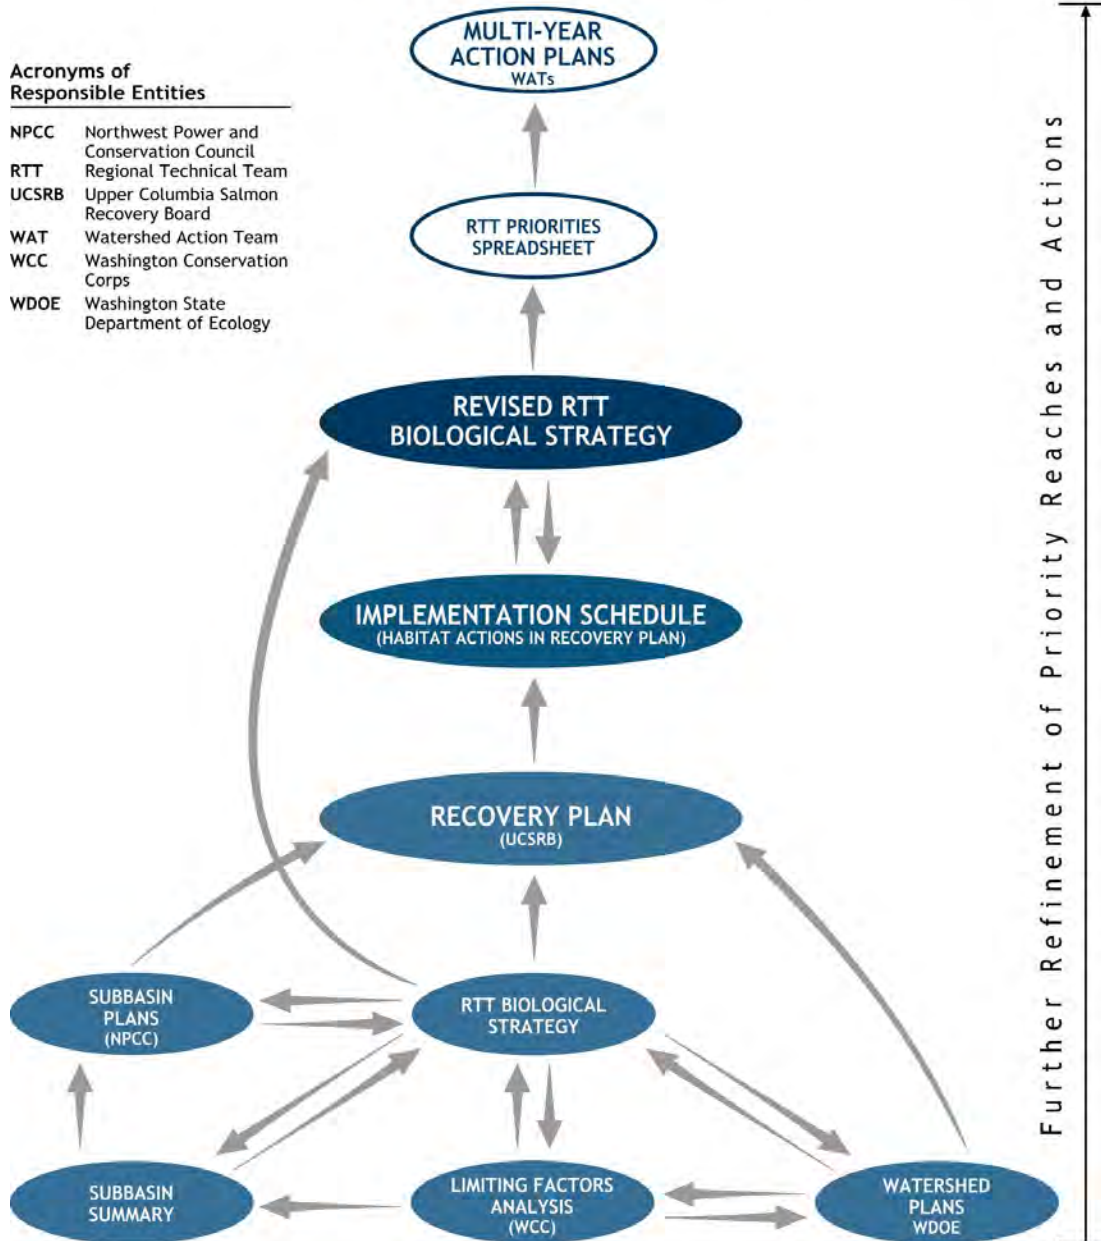 MULTI-YEAR
ACTION PLANS
WATs
Acronyms of
Responsible Entities
NPCC Northwest Power and
Conservation Council
RTT Regional Technical Team
UCSRB Upper Columbia Salmon
Recovery Board
WAT Watershed Action Team
WCC Washington Conservation
Corps
WDOE Washington State
Department of Ecology
RTT PRIORITIES
SPREADSHEET
REVISED RTT
BIOLOGICAL STRATEGY
IMPLEMENTATION SCHEDULE
(HABITAT ACTIONS IN RECOVERY PLAN)
RECOVERY PLAN
(UCSRB)
SUBBASIN
PLANS
(NPCC)
RTT BIOLOGICAL
STRATEGY
SUBBASIN
SUMMARY
LIMITING FACTORS
ANALYSIS
(WCC)
WATERSHED
PLANS
WDOE
Further Refinement of Priority Reaches and Actions